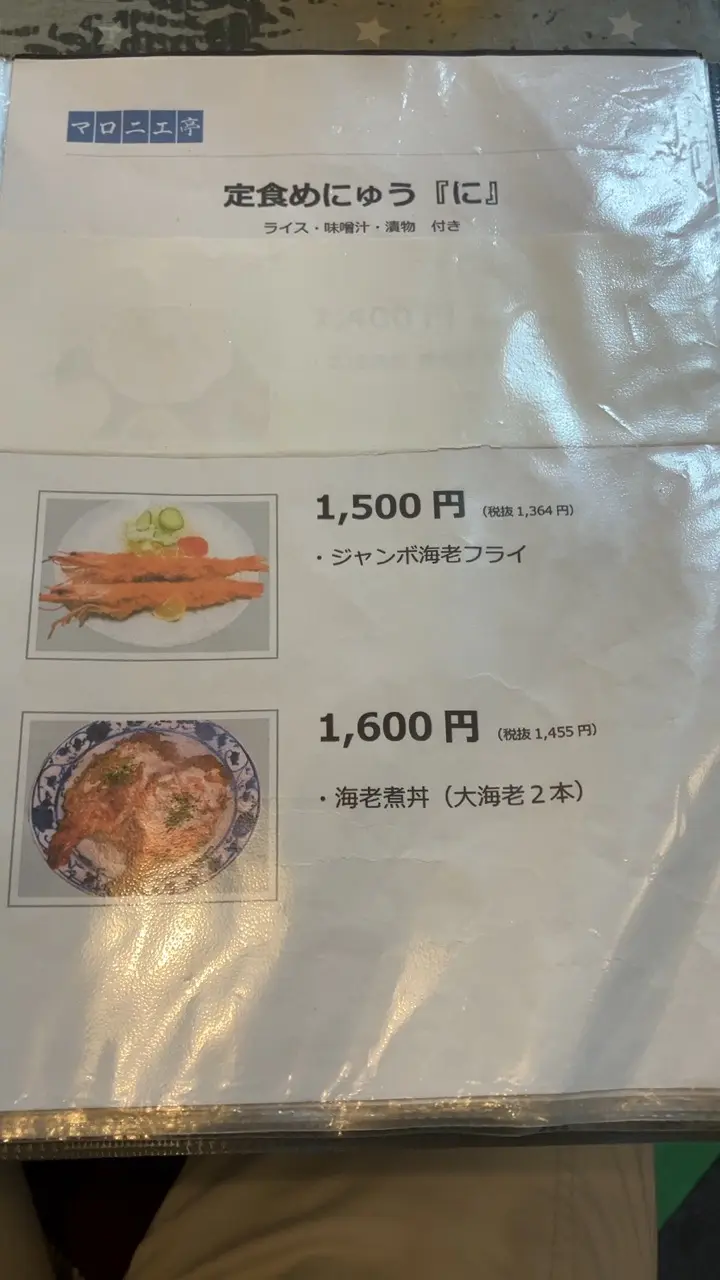 マロニエ亭
定食めにゅう『に』
ライス・味噌汁・漬物　付き
1,500 円 (税抜 1,364 円)
・ジャンボ海老フライ
1,600 円 (税抜 1,455 円)
・海老煮丼（大海老２本）